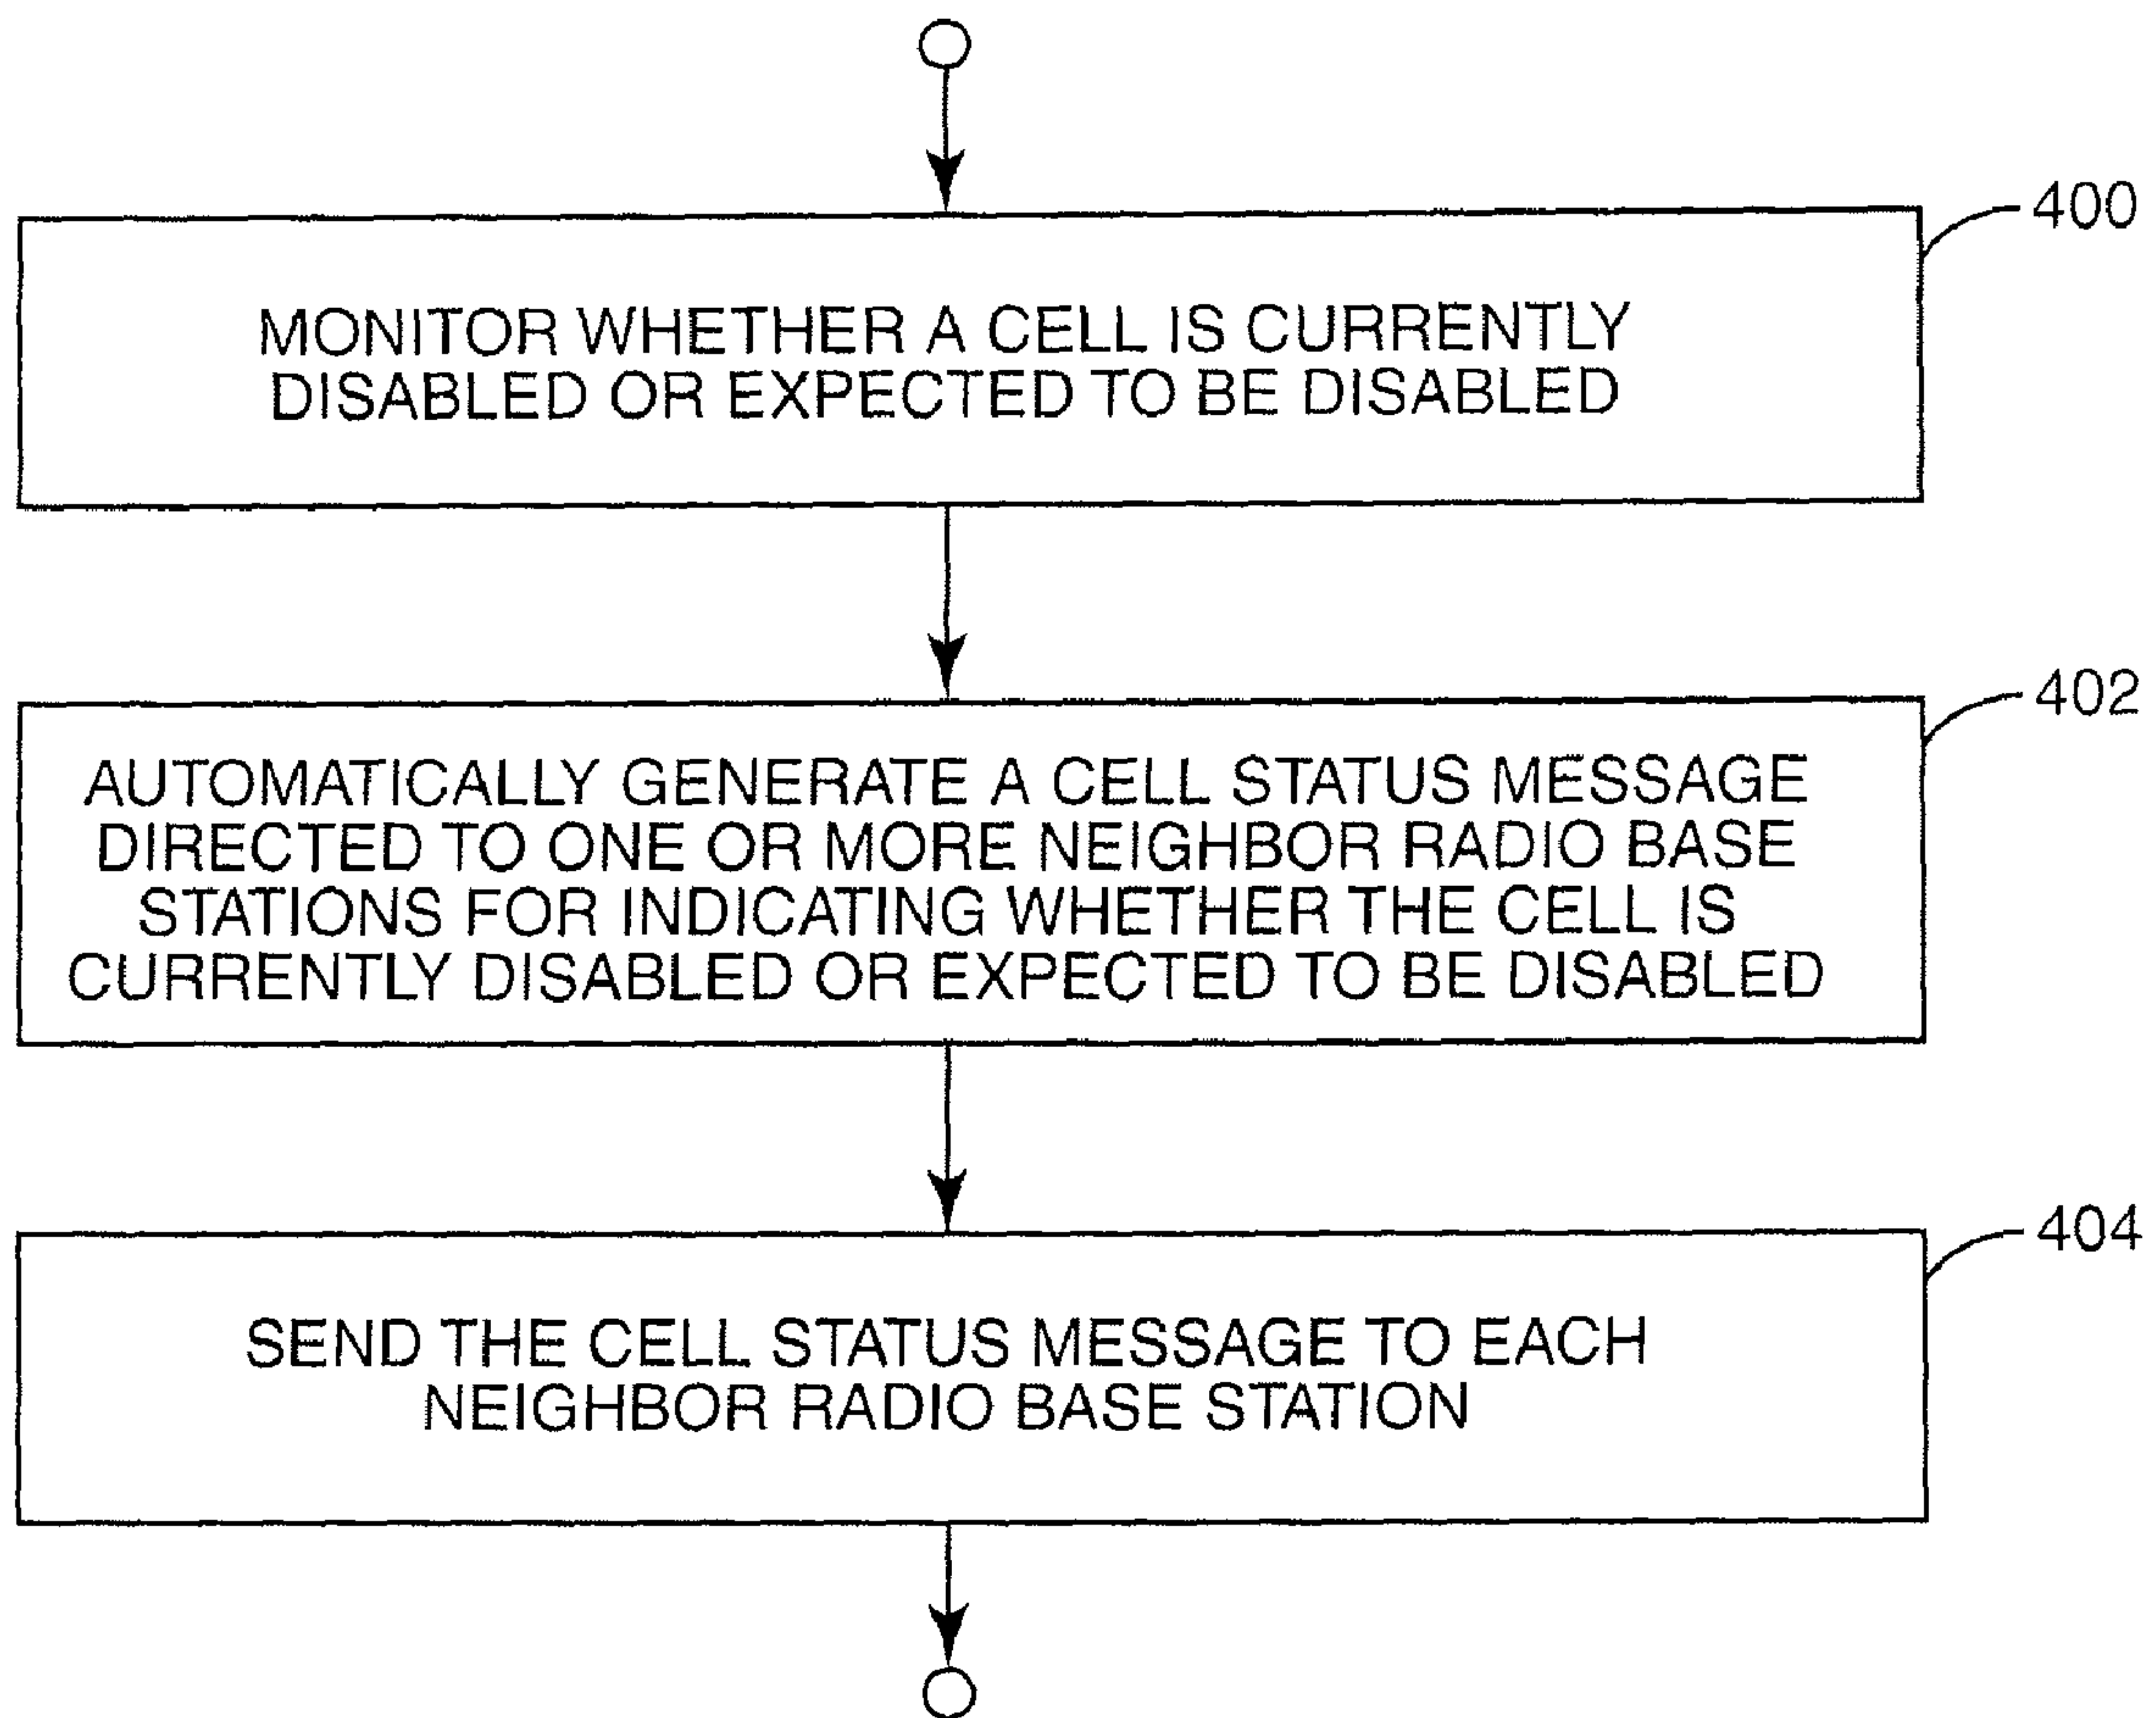 400
MONITOR WHETHER A CELL IS CURRENTLY
DISABLED OR EXPECTED TO BE DISABLED
402
AUTOMATICALLY GENERATE A CELL STATUS MESSAGE
DIRECTED TO ONE OR MORE NEIGHBOR RADIO BASE
STATIONS FOR INDICATING WHETHER THE CELL IS
CURRENTLY DISABLED OR EXPECTED TO BE DISABLED
404
SEND THE CELL STATUS MESSAGE TO EACH
NEIGHBOR RADIO BASE STATION